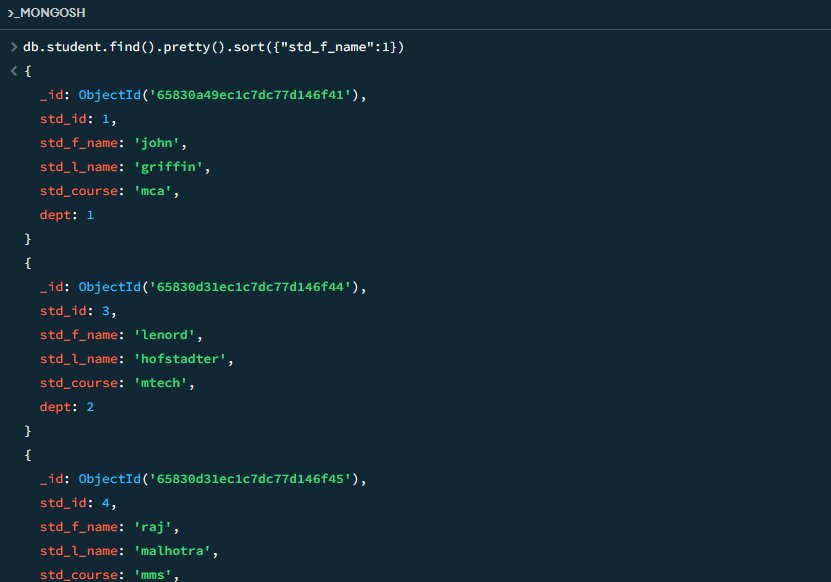 >_MONGOSH
> db.student.find().pretty().sort({"std_f_name":1})
< {
_id: ObjectId('65830a49ec1c7dc77d146f41'),
std_id: 1,
std_f_name: 'john',
std_l_name: 'griffin',
std_course: 'mca',
dept: 1
}
{
_id: ObjectId('65830d31ec1c7dc77d146f44'),
std_id: 3,
std_f_name: 'lenord',
std_l_name: 'hofstadter',
std_course: 'mtech',
dept: 2
}
{
_id: ObjectId('65830d31ec1c7dc77d146f45'),
std_id: 4,
std_f_name: 'raj',
std_l_name: 'malhotra',
std_course: 'mms',